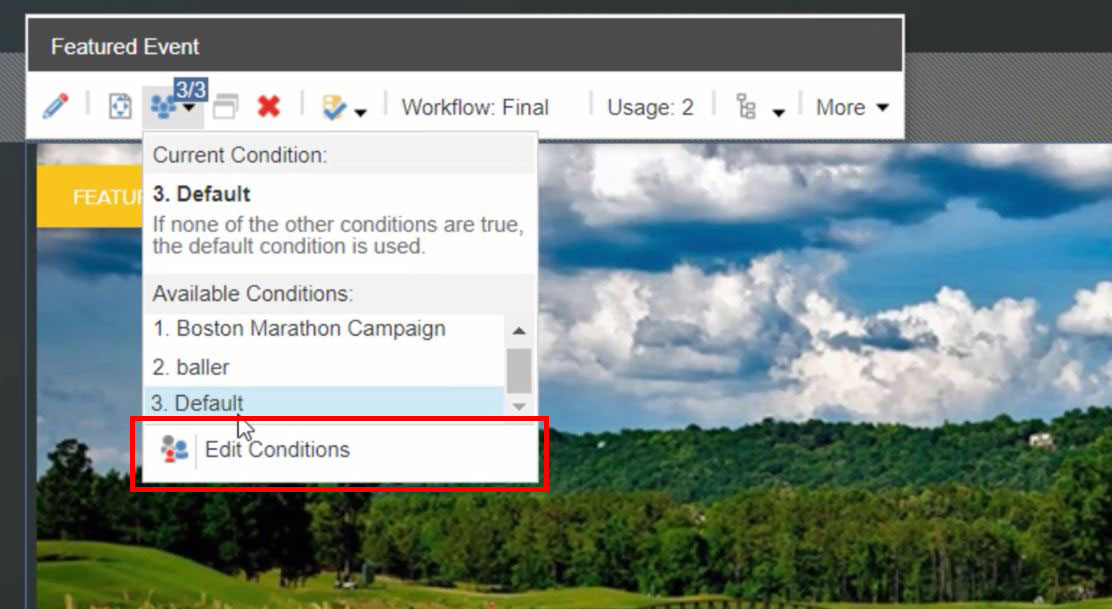 Featured Event
3/3
Workflow: Final
Usage: 2
More
Current Condition:
FEATU
3. Default
If none of the other conditions are true,
the default condition is used.
Available Conditions:
1. Boston Marathon Campaign
2. baller
3. Default
Edit Conditions